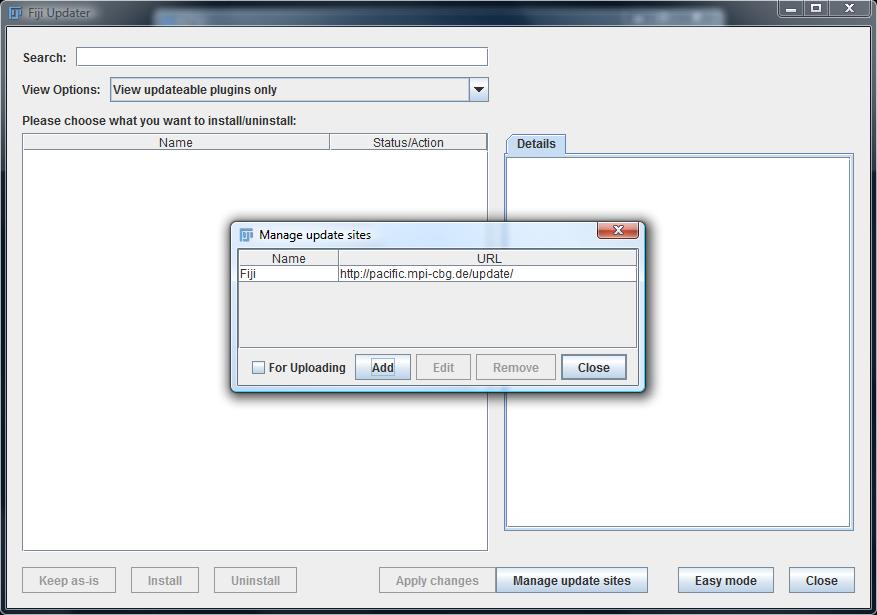 Fiji Updater
Search:
View Options: View updateable plugins only
Please choose what you want to install/uninstall:
Name Status/Action
Details
Manage update sites
Name URL
Fiji http://pacific.mpi-cbg.de/update/
For Uploading Add Edit Remove Close
Keep as-is Install Uninstall Apply changes Manage update sites Easy mode Close